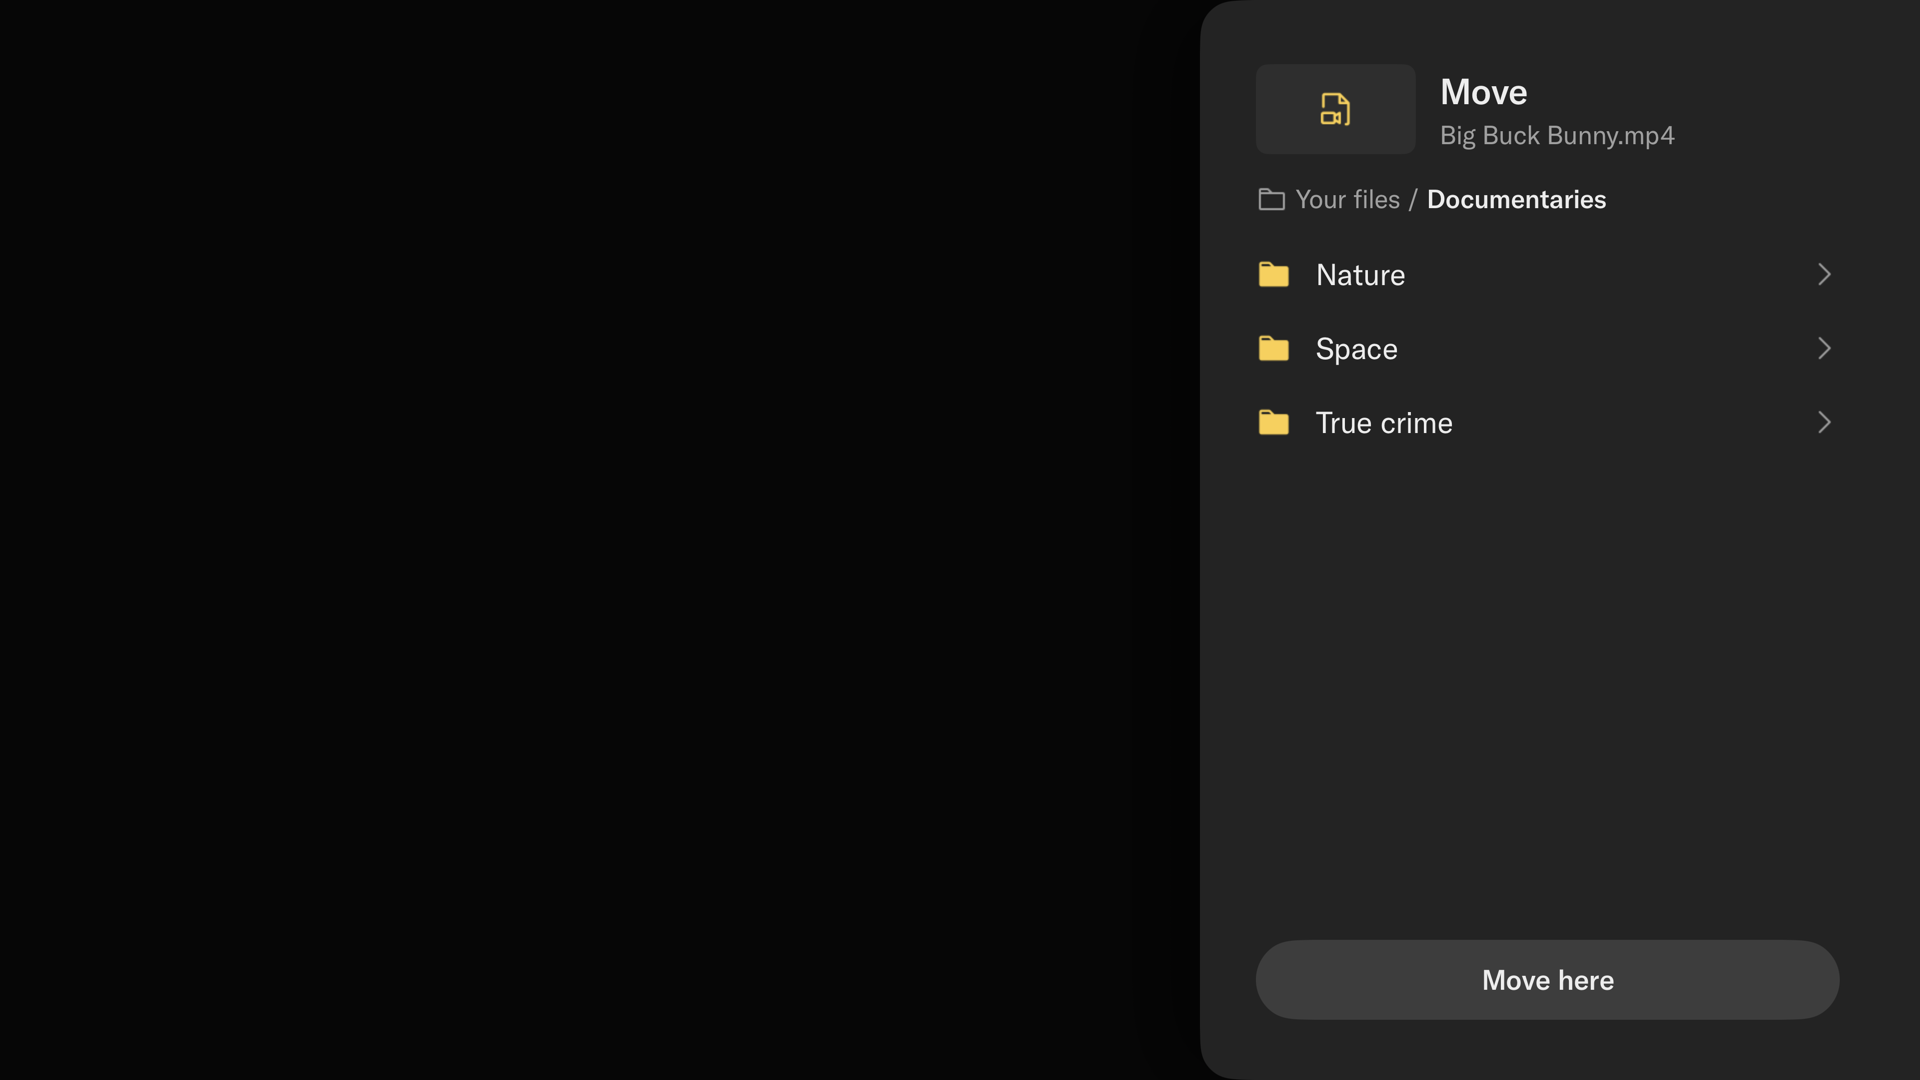 Move
Big Buck Bunny.mp4
Your files / Documentaries
Nature
Space
True crime
Move here